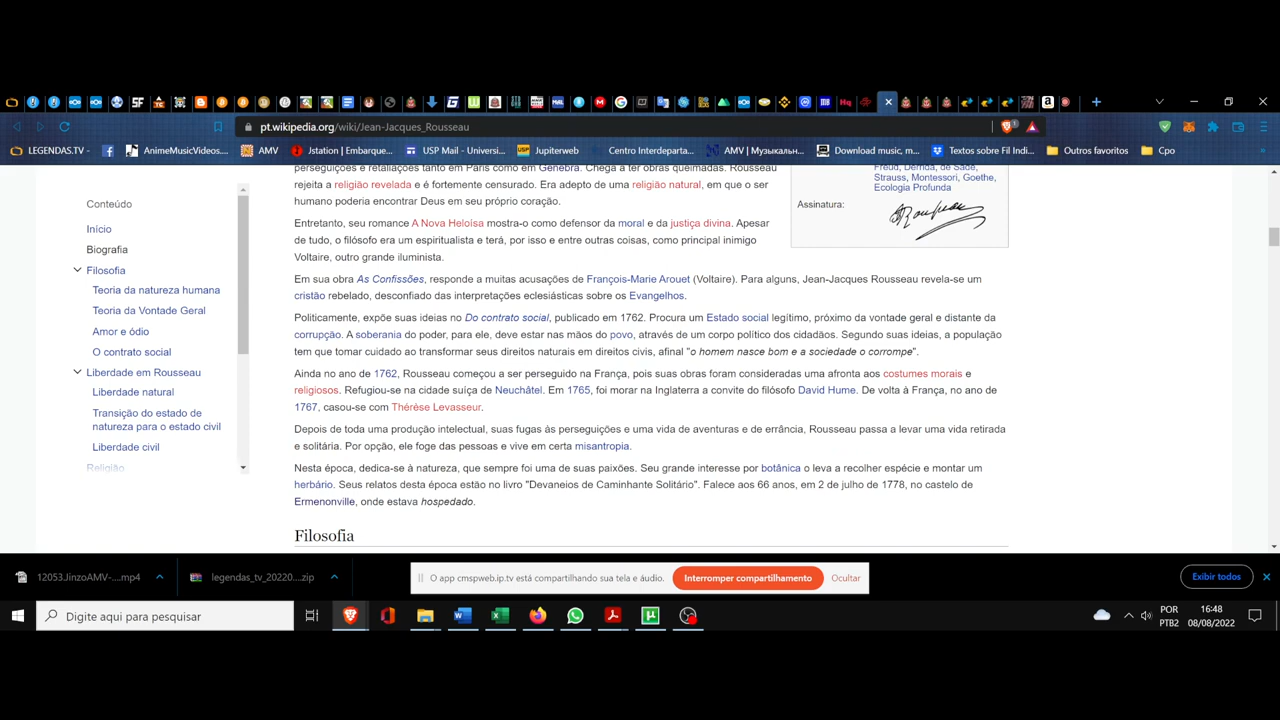 pt.wikipedia.org/wiki/Jean-Jacques_Rousseau
LEGENDAS.TV - AnimeMusicVideos... AMV Jstation | Embarque... USP Mail - Universi... Jupiterweb Centro Interdeparta... AMV | Музыкальн... Download music, m... Textos sobre Fil Indi... Outros favoritos Cpo
perseguições e retaliações tanto em Paris como em Genebra. Chega a ter obras queimadas. Rousseau
rejeita a religião revelada e é fortemente censurado. Era adepto de uma religião natural, em que o ser
humano poderia encontrar Deus em seu próprio coração.
Entretanto, seu romance A Nova Heloísa mostra-o como defensor da moral e da justiça divina. Apesar
de tudo, o filósofo era um espiritualista e terá, por isso e entre outras coisas, como principal inimigo
Voltaire, outro grande iluminista.
Em sua obra As Confissões, responde a muitas acusações de François-Marie Arouet (Voltaire). Para alguns, Jean-Jacques Rousseau revela-se um
cristão rebelado, desconfiado das interpretações eclesiásticas sobre os Evangelhos.
Politicamente, expõe suas ideias no Do contrato social, publicado em 1762. Procura um Estado social legítimo, próximo da vontade geral e distante da
corrupção. A soberania do poder, para ele, deve estar nas mãos do povo, através de um corpo político dos cidadãos. Segundo suas ideias, a população
tem que tomar cuidado ao transformar seus direitos naturais em direitos civis, afinal "o homem nasce bom e a sociedade o corrompe".
Ainda no ano de 1762, Rousseau começou a ser perseguido na França, pois suas obras foram consideradas uma afronta aos costumes morais e
religiosos. Refugiou-se na cidade suíça de Neuchâtel. Em 1765, foi morar na Inglaterra a convite do filósofo David Hume. De volta à França, no ano de
1767, casou-se com Thérèse Levasseur.
Depois de toda uma produção intelectual, suas fugas às perseguições e uma vida de aventuras e de errância, Rousseau passa a levar uma vida retirada
e solitária. Por opção, ele foge das pessoas e vive em certa misantropia.
Nesta época, dedica-se à natureza, que sempre foi uma de suas paixões. Seu grande interesse por botânica o leva a recolher espécie e montar um
herbário. Seus relatos desta época estão no livro "Devaneios de Caminhante Solitário". Falece aos 66 anos, em 2 de julho de 1778, no castelo de
Ermenonville, onde estava hospedado.
Filosofia
Freud, Derrida, de Sade,
Strauss, Montessori, Goethe,
Ecologia Profunda
Assinatura:
Conteúdo
Início
Biografia
Filosofia
Teoria da natureza humana
Teoria da Vontade Geral
Amor e ódio
O contrato social
Liberdade em Rousseau
Liberdade natural
Transição do estado de
natureza para o estado civil
Liberdade civil
Religião
12053.JinzoAMV-....mp4 legendas_tv_20220....zip
O app cmspweb.ip.tv está compartilhando sua tela e áudio. Interromper compartilhamento Ocultar
Exibir todos
Digite aqui para pesquisar
POR 16:48
PTB2 08/08/2022